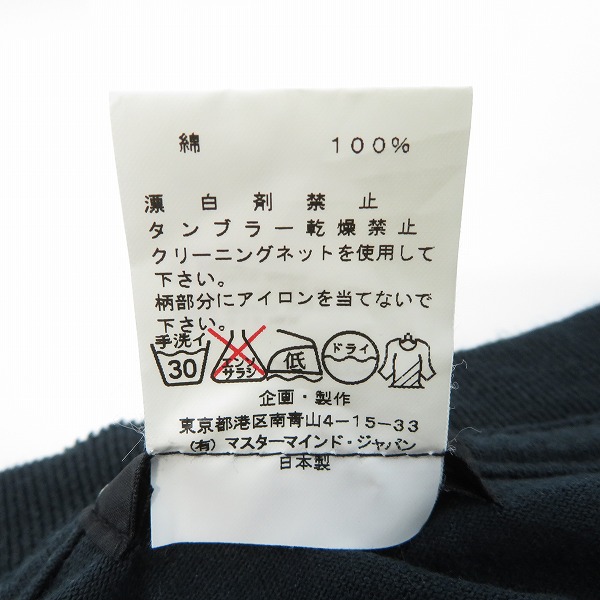 綿 100%
漂白剤禁止
タンブラー乾燥禁止
クリーニングネットを使用して
下さい。
柄部分にアイロンを当てないで
下さい。
手洗イ
30 エンソ サラシ 低 ドライ
企画・製作
東京都港区南青山4-15-33
(有) マスターマインド・ジャパン
日本製